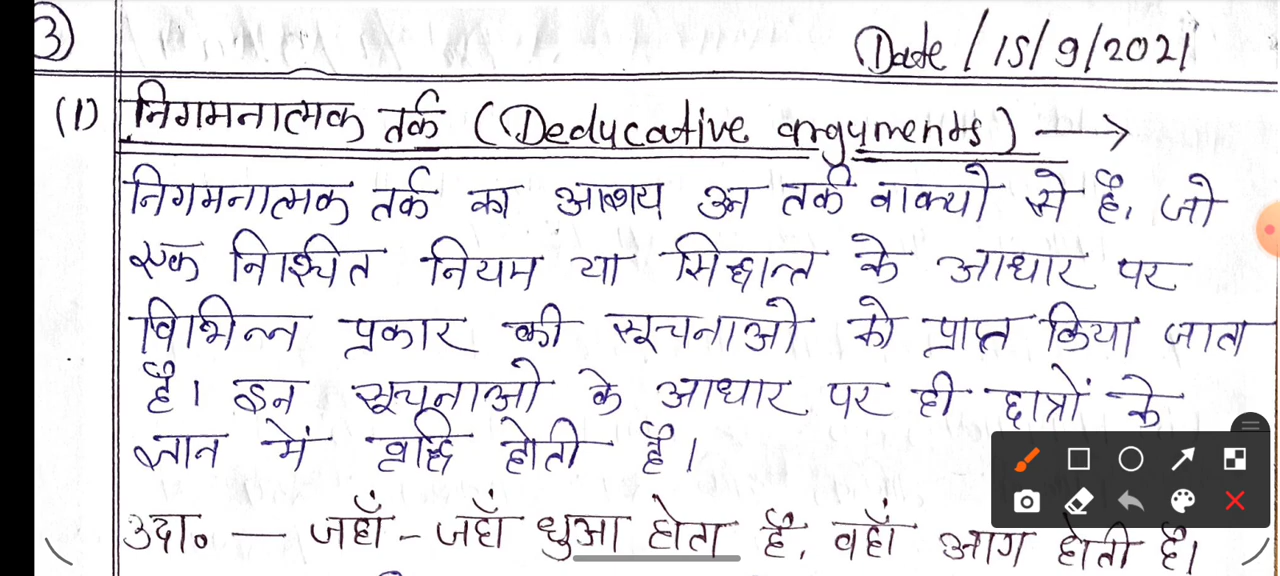 3)
Date / 15/9/2021
(1) निगमनात्मक तर्क (Deducative arguments) →
निगमनात्मक तर्क का आशय उन तर्क वाक्यो से है, जो
एक निश्चित नियम या सिद्धान्त के आधार पर
विभिन्न प्रकार की सूचनाओ को प्राप्त किया जाता
है। इन सूचनाओ के आधार पर ही छात्रों के
ज्ञान में वृद्धि होती है।
उदा० — जहाँ - जहाँ धुआ होता है, वहाँ आग होती है।